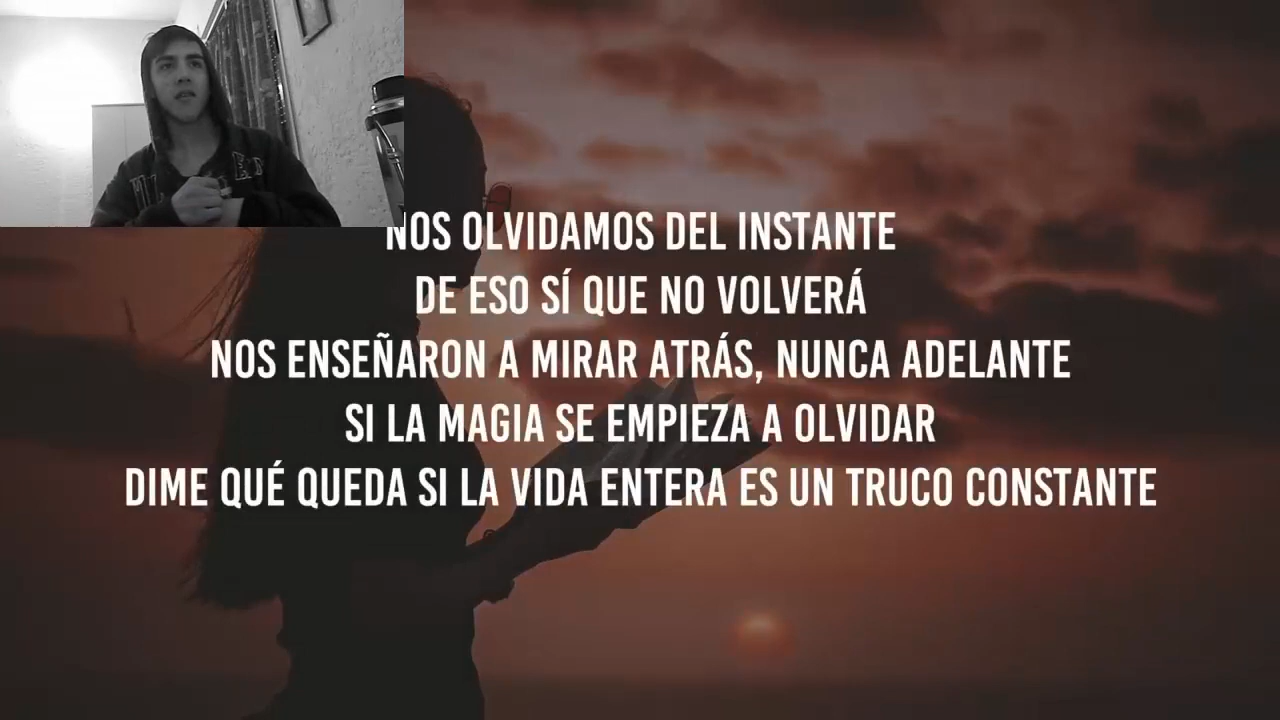 NOS OLVIDAMOS DEL INSTANTE
DE ESO SÍ QUE NO VOLVERÁ
NOS ENSEÑARON A MIRAR ATRÁS, NUNCA ADELANTE
SI LA MAGIA SE EMPIEZA A OLVIDAR
DIME QUÉ QUEDA SI LA VIDA ENTERA ES UN TRUCO CONSTANTE